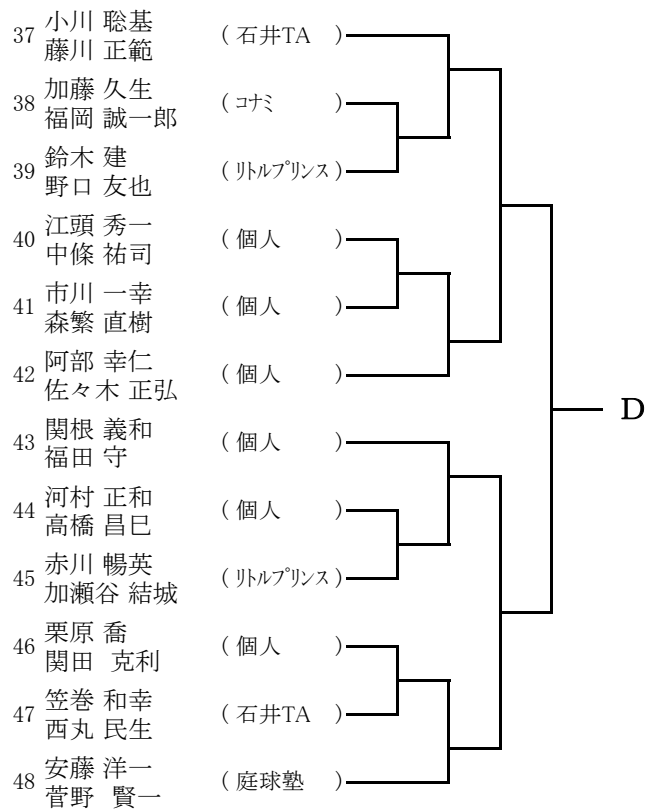 小川 聡基
37 (石井TA )
藤川 正範
加藤 久生
38 (コナミ )
福岡 誠一郎
鈴木 建
39 (リトルプリンス)
野口 友也
江頭 秀一
40 (個人 )
中條 祐司
市川 一幸
41 (個人 )
森繁 直樹
阿部 幸仁
42 (個人 )
佐々木 正弘
D
関根 義和
43 (個人 )
福田 守
河村 正和
44 (個人 )
高橋 昌巳
赤川 暢英
45 (リトルプリンス)
加瀬谷 結城
栗原 喬
46 (個人 )
関田 克利
笠巻 和幸
47 (石井TA )
西丸 民生
安藤 洋一
48 (庭球塾 )
菅野 賢一